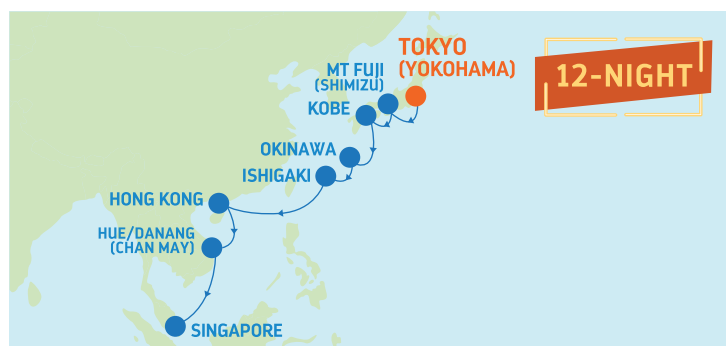 TOKYO
(YOKOHAMA)
12-NIGHT
MT FUJI
(SHIMIZU)
KOBE
OKINAWA
ISHIGAKI
HONG KONG
HUE/DANANG
(CHAN MAY)
SINGAPORE